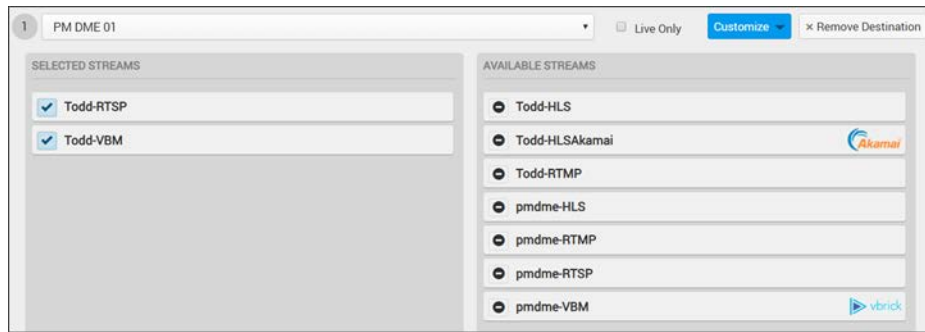 1 PM DME 01 Live Only Customize × Remove Destination
SELECTED STREAMS
Todd-RTSP
Todd-VBM
AVAILABLE STREAMS
Todd-HLS
Todd-HLSAkamai Akamai
Todd-RTMP
pmdme-HLS
pmdme-RTMP
pmdme-RTSP
pmdme-VBM vbrick